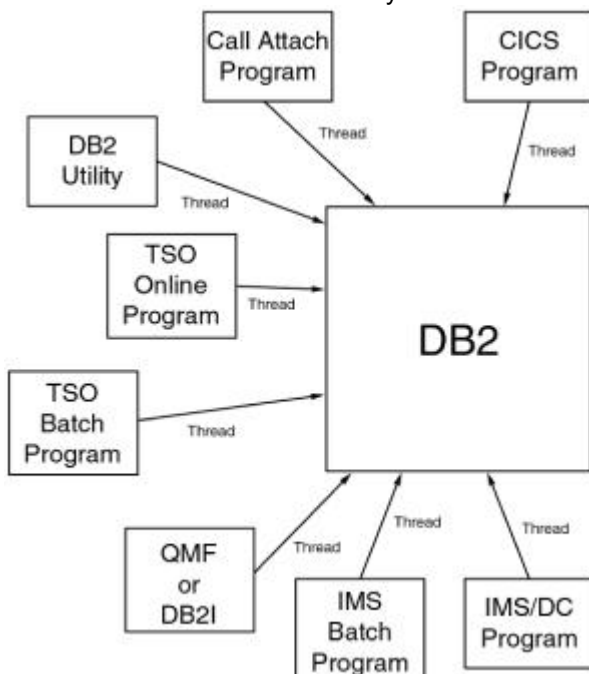 Call Attach
Program
CICS
Program
Thread
Thread
DB2
Utility
Thread
TSO
Online
Program
Thread
DB2
TSO
Batch
Program
Thread
QMF
or
DB2I
Thread
Thread
Thread
IMS
Batch
Program
IMS/DC
Program